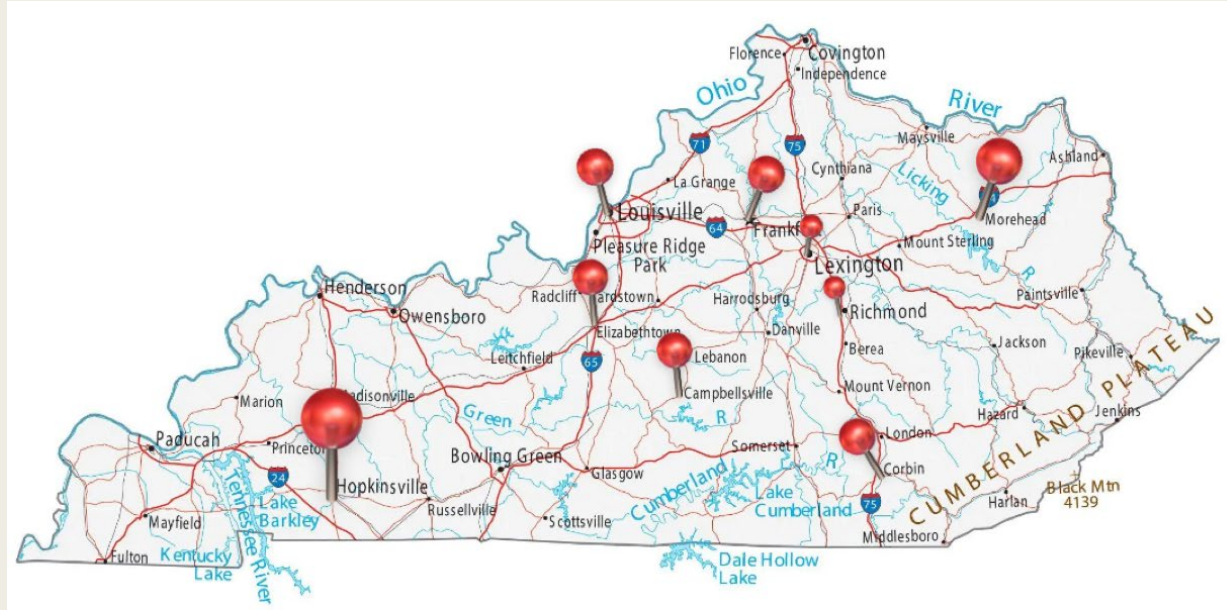 Covington
Florence
Independence
Ohio
River
71
75
Maysville
Ashland
La Grange
Cynthiana
Licking
Louisville
Paris
Morehead
64
Pleasure Ridge
Park
Mount Sterling
Lexington
R
Henderson
Radcliff
Harrodsburg
Paintsville
Owensboro
Richmond
Elizabethtown
Danville
Berea
Jackson
Pikeville
Leitchfield
65
Lebanon
Campbellsville
Mount Vernon
Marion
Green
R
Hazard
Jenkins
CUMBERLAND PLATEAU
Paducah
Princeton
Bowling Green
Glasgow
Somerset
R
London
Corbin
24
Hopkinsville
Russellville
Cumberland
Lake
Cumberland
75
Harlan
Black Mtn
4139
Tennessee River
Lake
Barkley
Mayfield
Scottsville
Middlesboro
Fulton
Kentucky
Lake
Dale Hollow
Lake